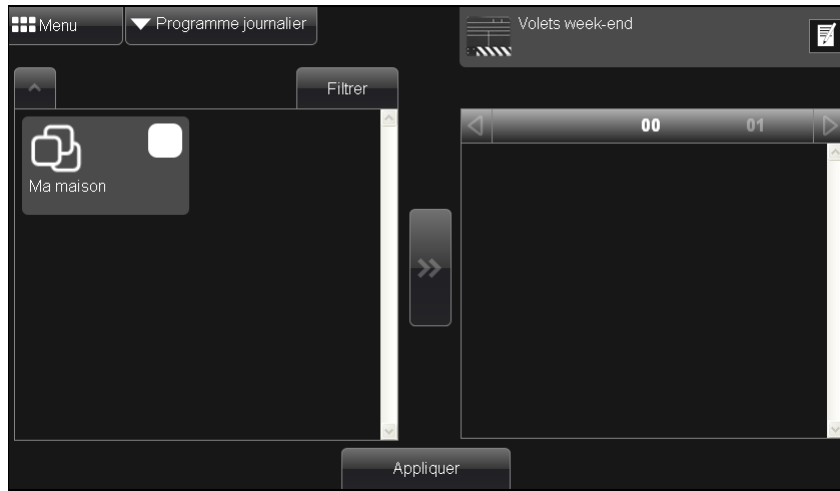 Menu
Programme journalier
Volets week-end
Filtrer
00 01
Ma maison
Appliquer